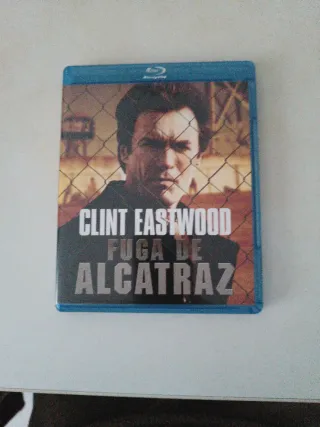 CLINT EASTWOOD
FUGA DE
ALCATRAZ